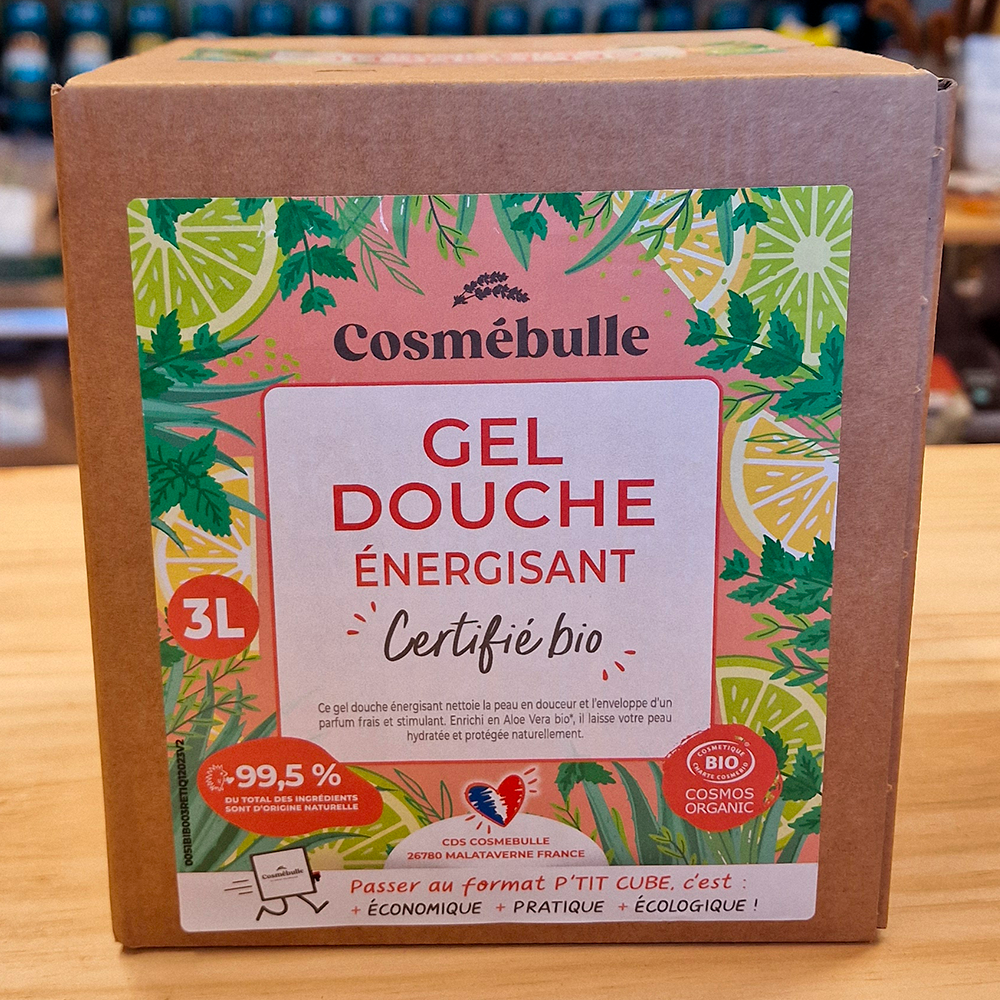 Cosmébulle
GEL
DOUCHE
ÉNERGISANT
Certifié bio
3L
Ce gel douche énergisant nettoie la peau en douceur et l'enveloppe d'un
parfum frais et stimulant. Enrichi en Aloe Vera bio*, il laisse votre peau
hydratée et protégée naturellement.
99,5 %
DU TOTAL DES INGRÉDIENTS
SONT D'ORIGINE NATURELLE
COSMETIQUE
BIO
CHARTE COSMEBIO
COSMOS
ORGANIC
CDS COSMEBULLE
26780 MALATAVERNE FRANCE
Cosmébulle
Passer au format P'TIT CUBE, c'est :
+ ÉCONOMIQUE + PRATIQUE + ÉCOLOGIQUE !